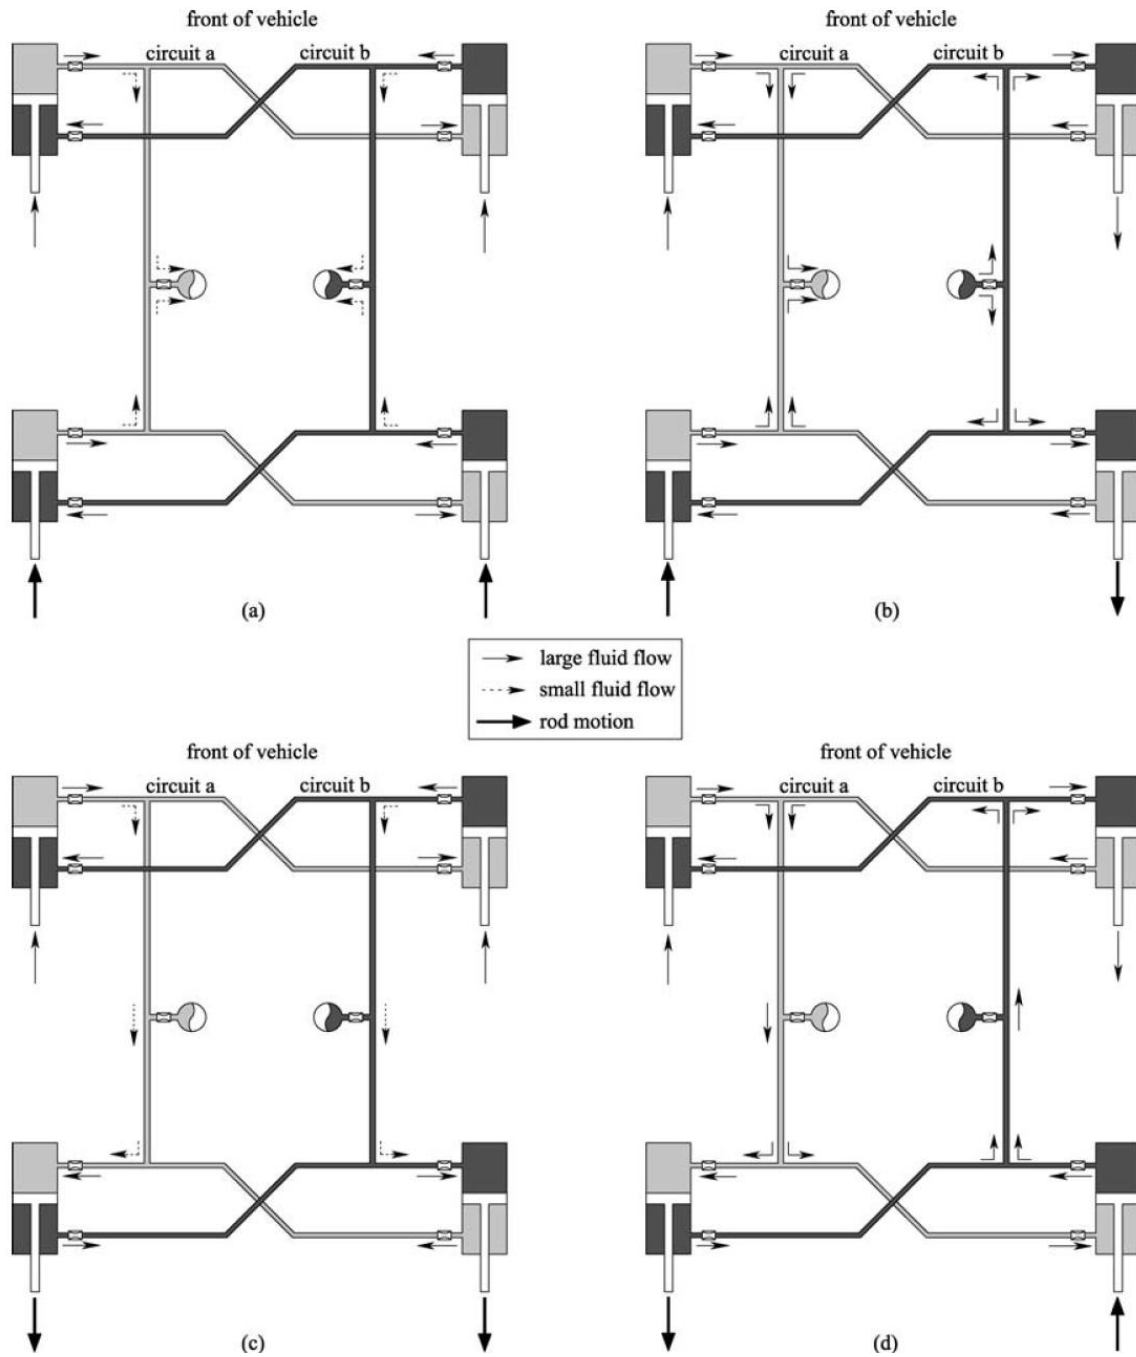 front of vehicle
circuit a
circuit b
front of vehicle
circuit a
circuit b
(a)
(b)
large fluid flow
small fluid flow
rod motion
front of vehicle
circuit a
circuit b
front of vehicle
circuit a
circuit b
(c)
(d)